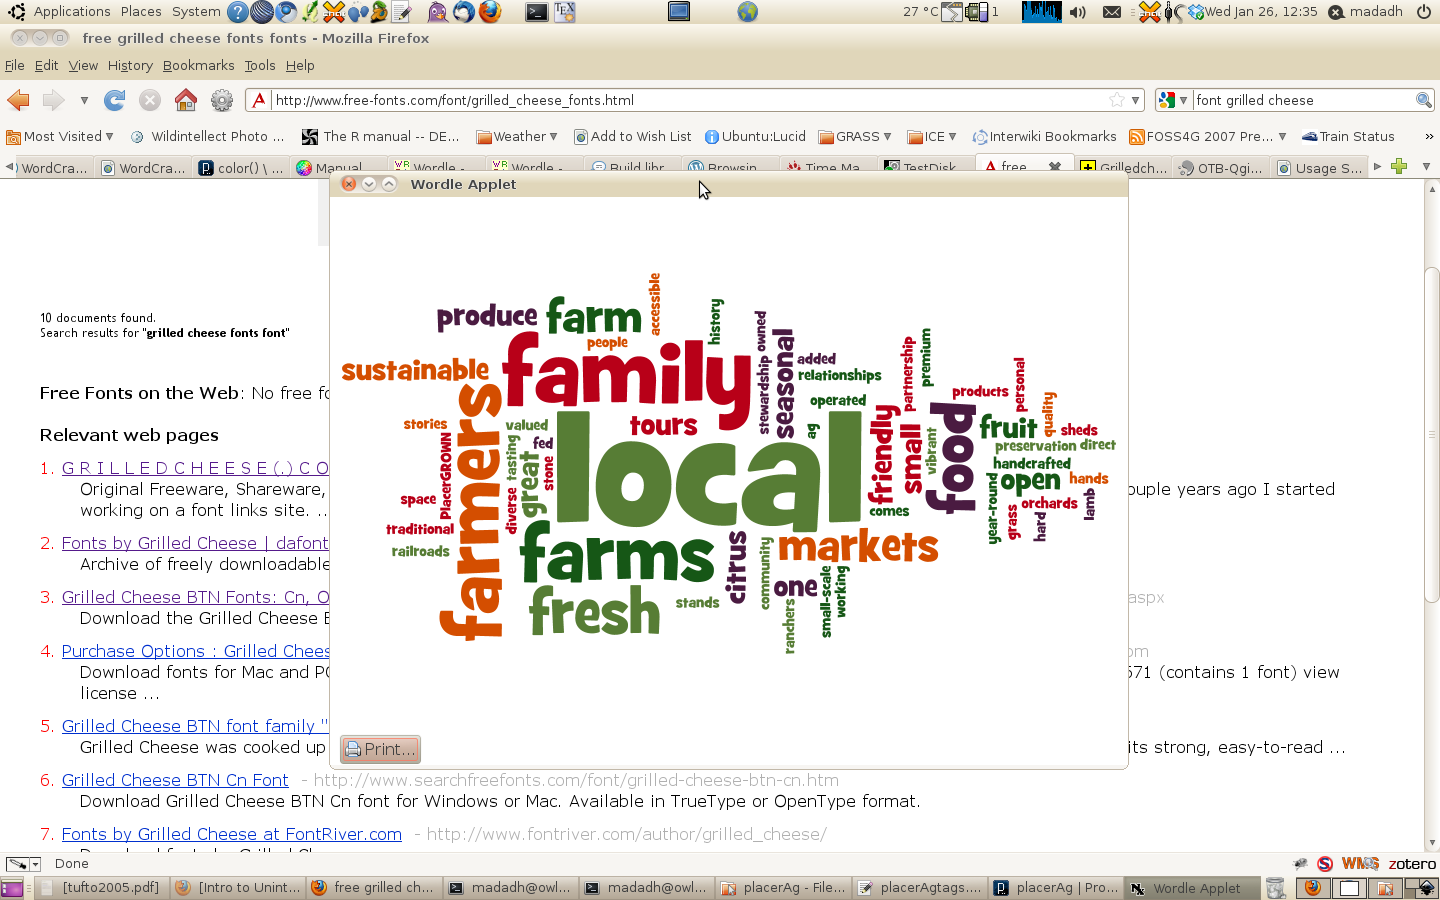 Applications Places System 27 °C 1 Wed Jan 26, 12:35 madadh
free grilled cheese fonts fonts - Mozilla Firefox
File Edit View History Bookmarks Tools Help
http://www.free-fonts.com/font/grilled_cheese_fonts.html font grilled cheese
Most Visited Wildintellect Photo ... The R manual -- DE... Weather Add to Wish List Ubuntu:Lucid GRASS ICE Interwiki Bookmarks FOSS4G 2007 Pre... Train Status »
WordCra... WordCra... color() \ ... Manual Wordle - Wordle - Build libr Browsin Time Ma TestDisk free Grilledch... OTB-Qgi... Usage S...
Wordle Applet
accessible
produce farm history
people
owned
family
seasonal
stewardship
added
relationships
partnership
premium
sustainable
farmers
operated
products
personal
quality
stories
valued
tours
local
ag
friendly
small
vibrant
food
fruit
sheds
preservation direct
PlacerGROWN
tasting
fed
stone
great
diverse
handcrafted
open
hands
space
year-round
grass
orchards
hard
lamb
comes
traditional
railroads
farms
citrus
community
markets
one
small-scale
working
fresh
stands
ranchers
Print...
10 documents found.
Search results for "grilled cheese fonts font"
Free Fonts on the Web: No free fo
Relevant web pages
1. G R I L L E D C H E E S E (.) C O
Original Freeware, Shareware, ouple years ago I started
working on a font links site. ...
2. Fonts by Grilled Cheese | dafont
Archive of freely downloadable
3. Grilled Cheese BTN Fonts: Cn, O aspx
Download the Grilled Cheese B
4. Purchase Options : Grilled Chees om
Download fonts for Mac and PC 571 (contains 1 font) view
license ...
5. Grilled Cheese BTN font family "
Grilled Cheese was cooked up its strong, easy-to-read ...
6. Grilled Cheese BTN Cn Font - http://www.searchfreefonts.com/font/grilled-cheese-btn-cn.htm
Download Grilled Cheese BTN Cn font for Windows or Mac. Available in TrueType or OpenType format.
7. Fonts by Grilled Cheese at FontRiver.com - http://www.fontriver.com/author/grilled_cheese/
Done zotero
[tufto2005.pdf] [Intro to Unint... free grilled ch... madadh@owl... madadh@owl... placerAg - File... placerAgtags.... placerAg | Pro... Wordle Applet